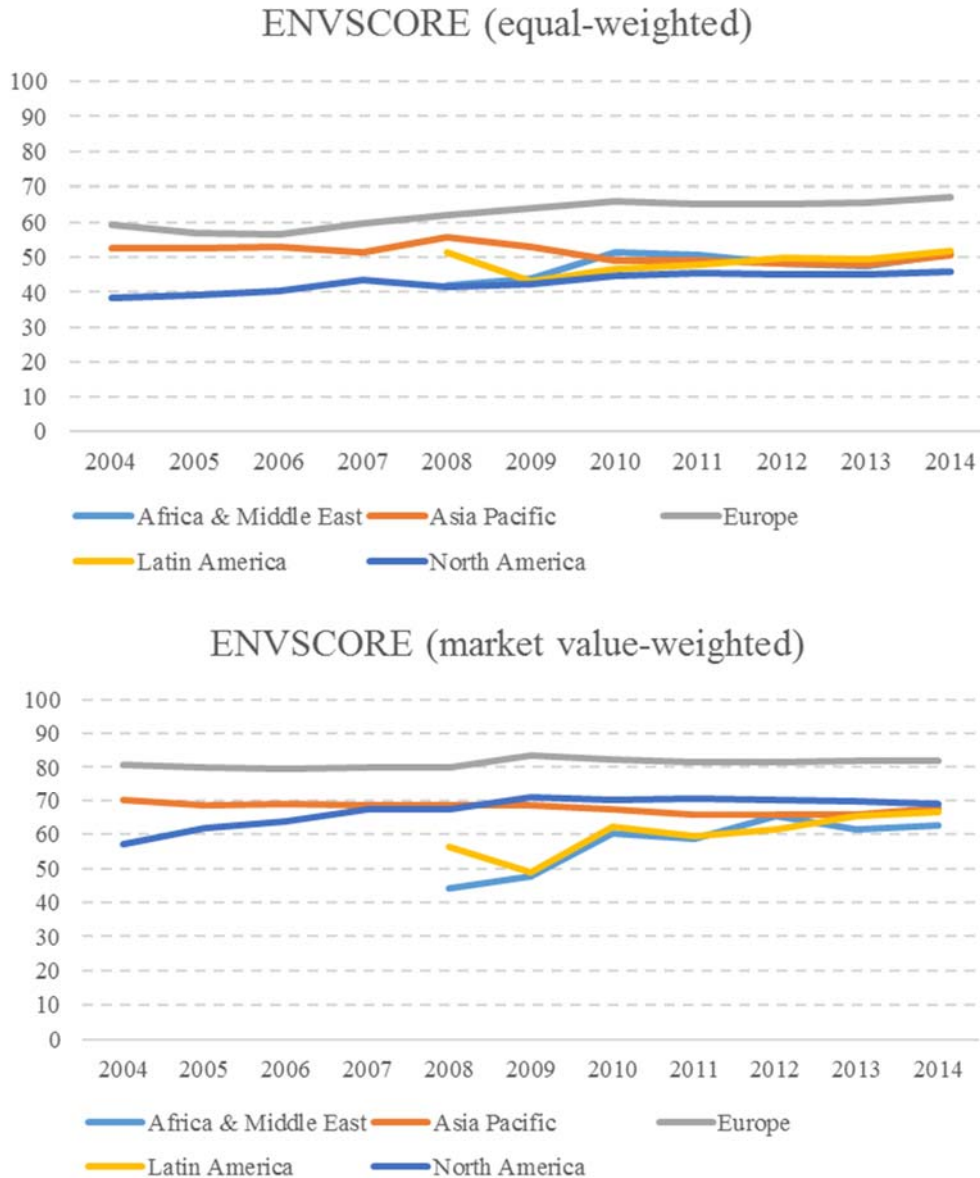 ENVSCORE (equal-weighted)
100
90
80
70
60
50
40
30
20
10
0
2004 2005 2006 2007 2008 2009 2010 2011 2012 2013 2014
Africa & Middle East Asia Pacific Europe
Latin America North America
ENVSCORE (market value-weighted)
100
90
80
70
60
50
40
30
20
10
0
2004 2005 2006 2007 2008 2009 2010 2011 2012 2013 2014
Africa & Middle East Asia Pacific Europe
Latin America North America